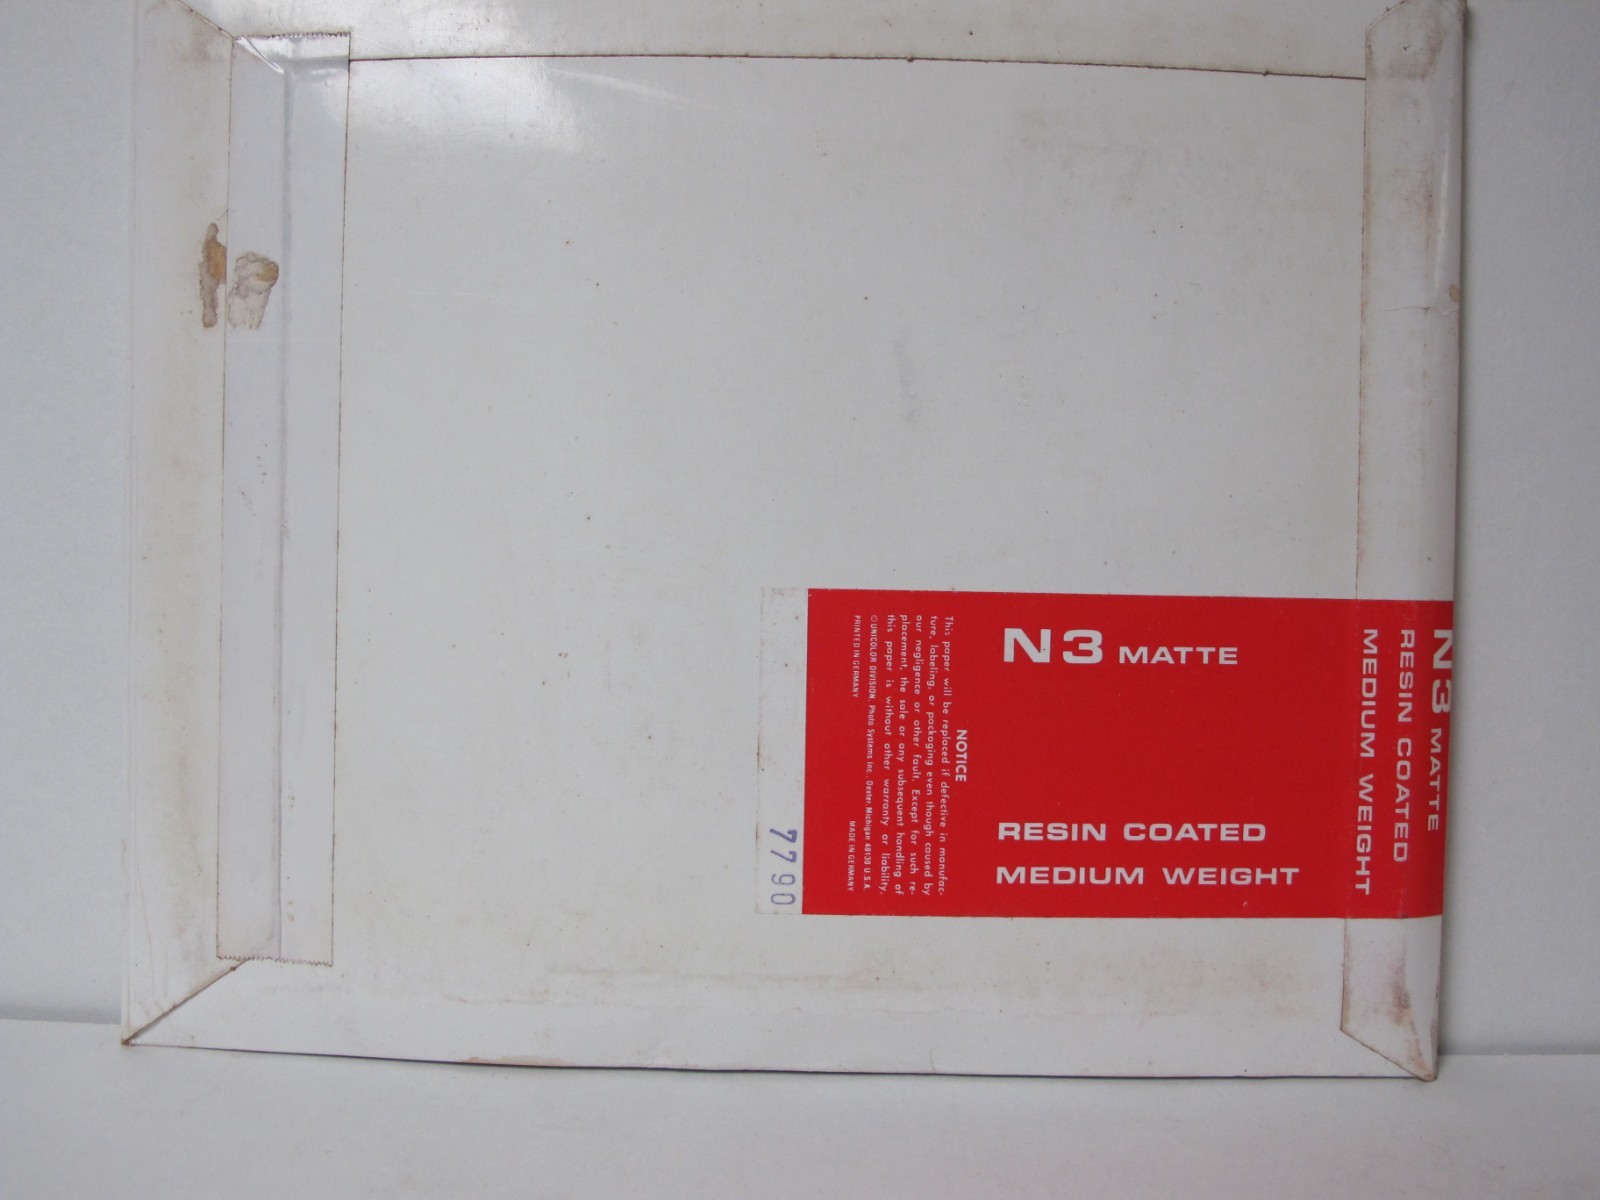 N3 MATTE
RESIN COATED
MEDIUM WEIGHT
NOTICE
This paper will be replaced if defective in manufac-
ture, labeling, or packaging even though caused by
our negligence or other fault. Except for such re-
placement, the sale or any subsequent handling of
this paper is without other warranty or liability.
©UNICOLOR DIVISION, Photo Systems Inc., Dexter, Michigan 48130 U.S.A.
PRINTED IN GERMANY MADE IN GERMANY
7790
N3 MATTE
RESIN COATED
MEDIUM WEIGHT